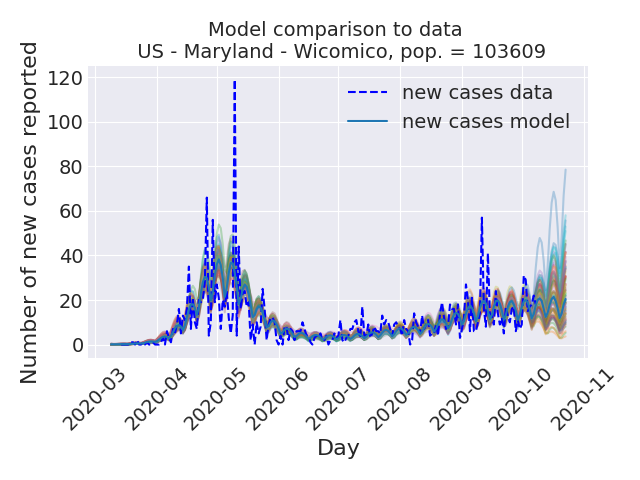 Model comparison to data
US - Maryland - Wicomico, pop. = 103609
Number of new cases reported
120
100
80
60
40
20
0
new cases data
new cases model
2020-03
2020-04
2020-05
2020-06
2020-07
2020-08
2020-09
2020-10
2020-11
Day